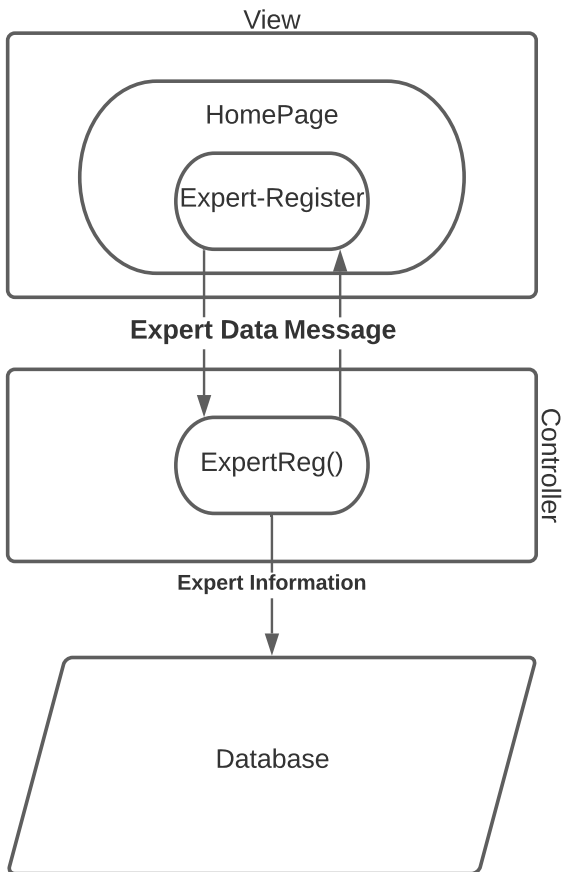 View
HomePage
Expert-Register
Expert Data Message
ExpertReg()
Controller
Expert Information
Database